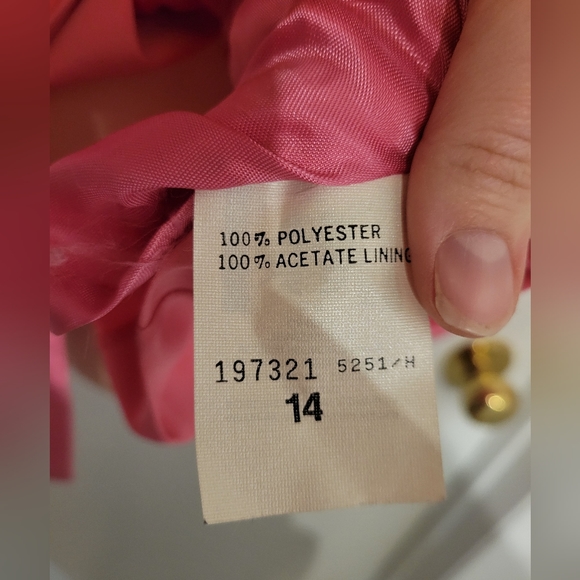 100% POLYESTER
100% ACETATE LINING
197321 5251/H
14